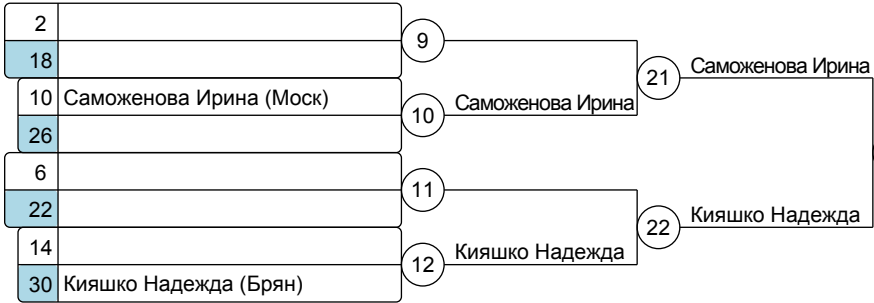 2
9
18
21 Саможенова Ирина
10 Саможенова Ирина (Моск)
10 Саможенова Ирина
26
6
11
22
22 Кияшко Надежда
14
12 Кияшко Надежда
30 Кияшко Надежда (Брян)